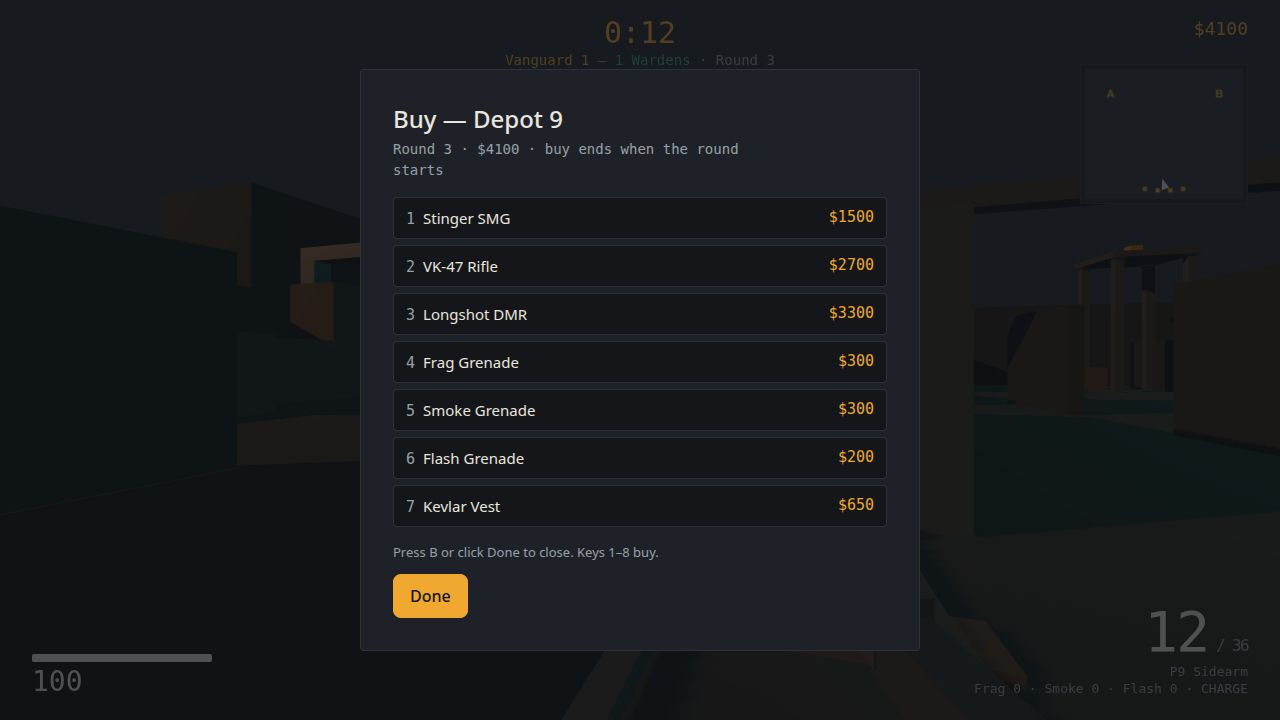 0:12
$4100
Vanguard 1 — 1 Wardens · Round 3
A B
Buy — Depot 9
Round 3 · $4100 · buy ends when the round
starts
1 Stinger SMG $1500
2 VK-47 Rifle $2700
3 Longshot DMR $3300
4 Frag Grenade $300
5 Smoke Grenade $300
6 Flash Grenade $200
7 Kevlar Vest $650
Press B or click Done to close. Keys 1–8 buy.
Done
100
12 / 36
P9 Sidearm
Frag 0 · Smoke 0 · Flash 0 · CHARGE